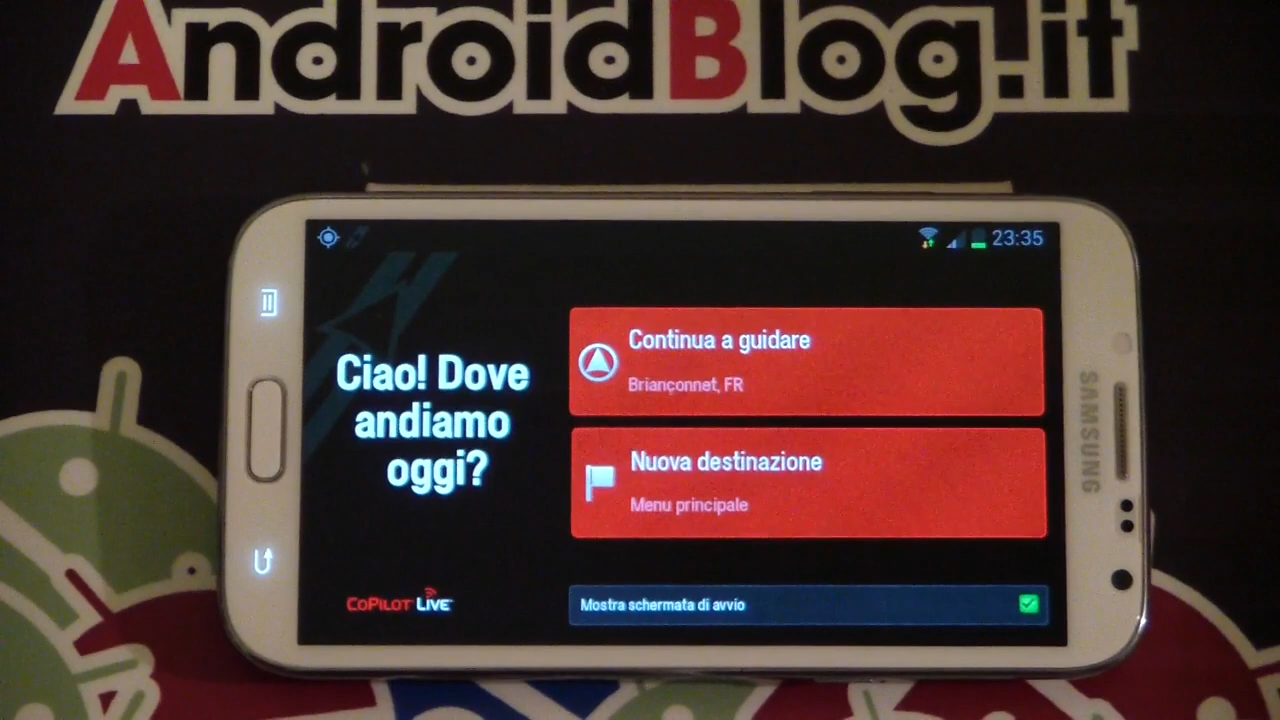 AndroidBlog.it
23:35
Ciao! Dove
andiamo
oggi?
Continua a guidare
Briançonnet, FR
Nuova destinazione
Menu principale
COPILOT LIVE
Mostra schermata di avvio
SAMSUNG